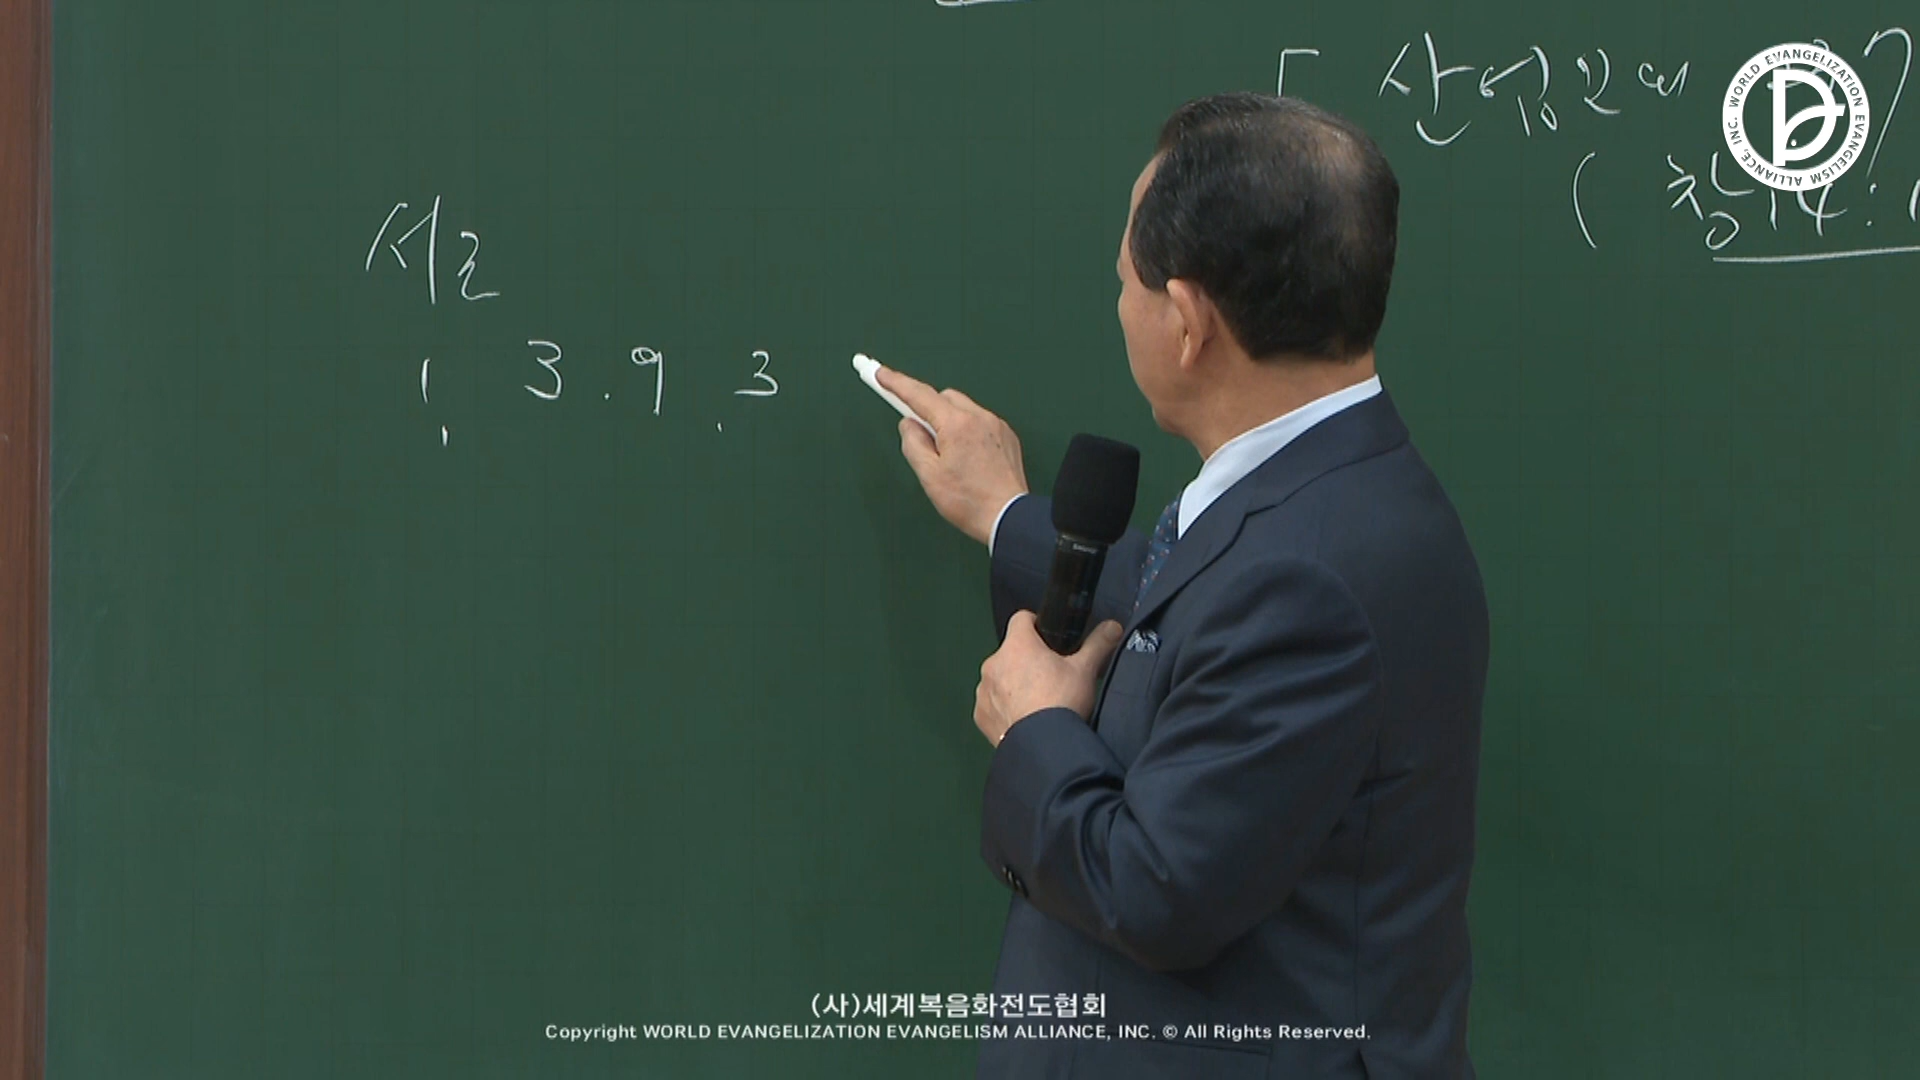 「산업인대
(창14:
서론
1. 3. 9. 3
WORLD EVANGELIZATION EVANGELISM ALLIANCE, INC.
(사)세계복음화전도협회
Copyright WORLD EVANGELIZATION EVANGELISM ALLIANCE, INC. © All Rights Reserved.